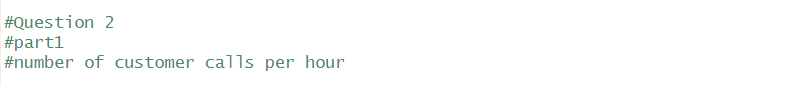 #Question 2
#part1
#number of customer calls per hour